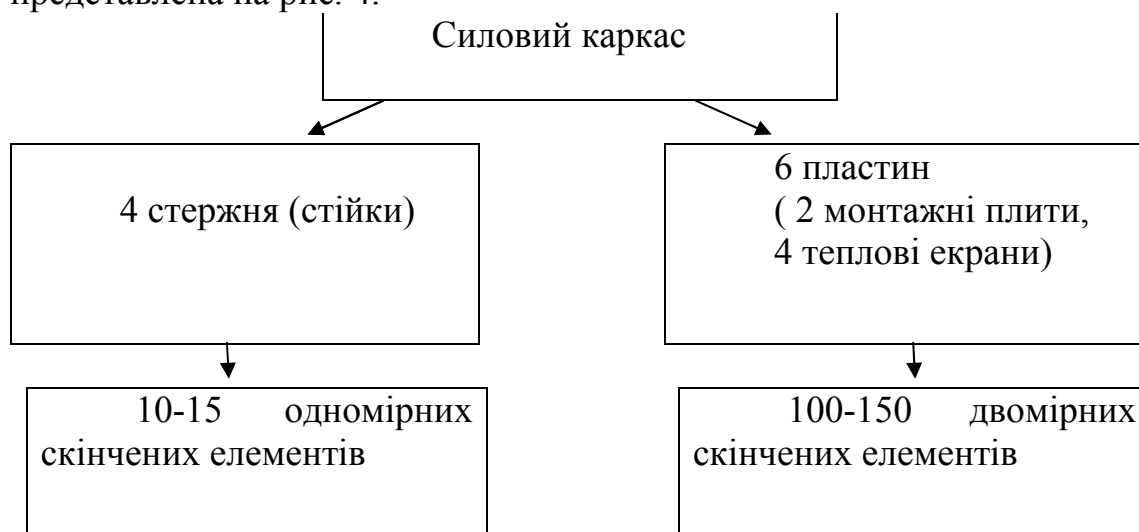 представлена на рис. 4.
Силовий каркас
4 стержня (стійки)
6 пластин
( 2 монтажні плити,
4 теплові екрани)
10-15 одномірних
скінчених елементів
100-150 двомірних
скінчених елементів